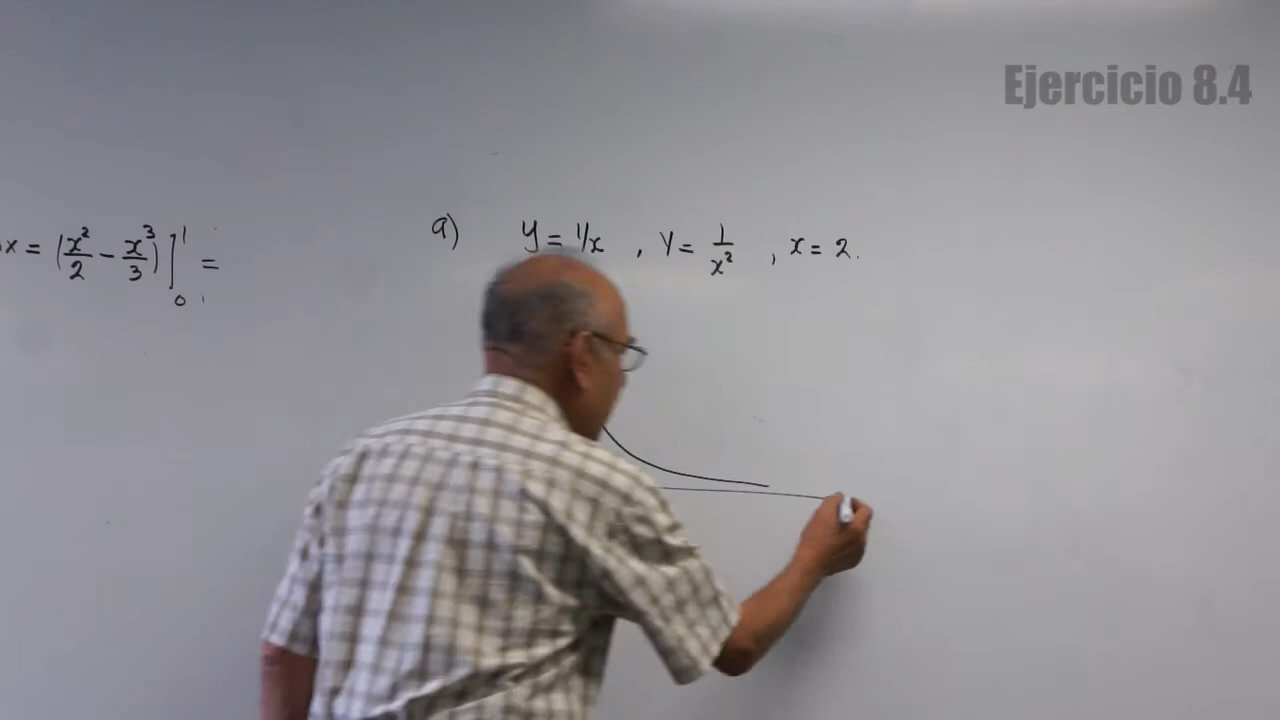 Ejercicio 8.4
x = (x²/2 - x³/3)]₀¹ =
a) y = 1/x , y = 1/x² , x = 2.